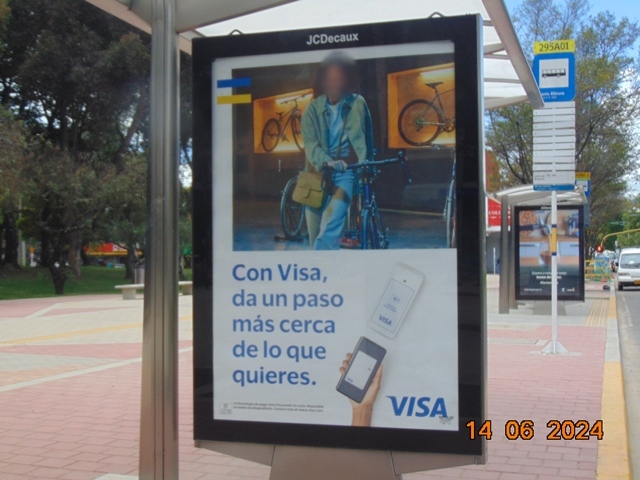 JCDecaux
295A01
Con Visa,
da un paso
más cerca
de lo que
quieres.
VISA
VISA
14 06 2024